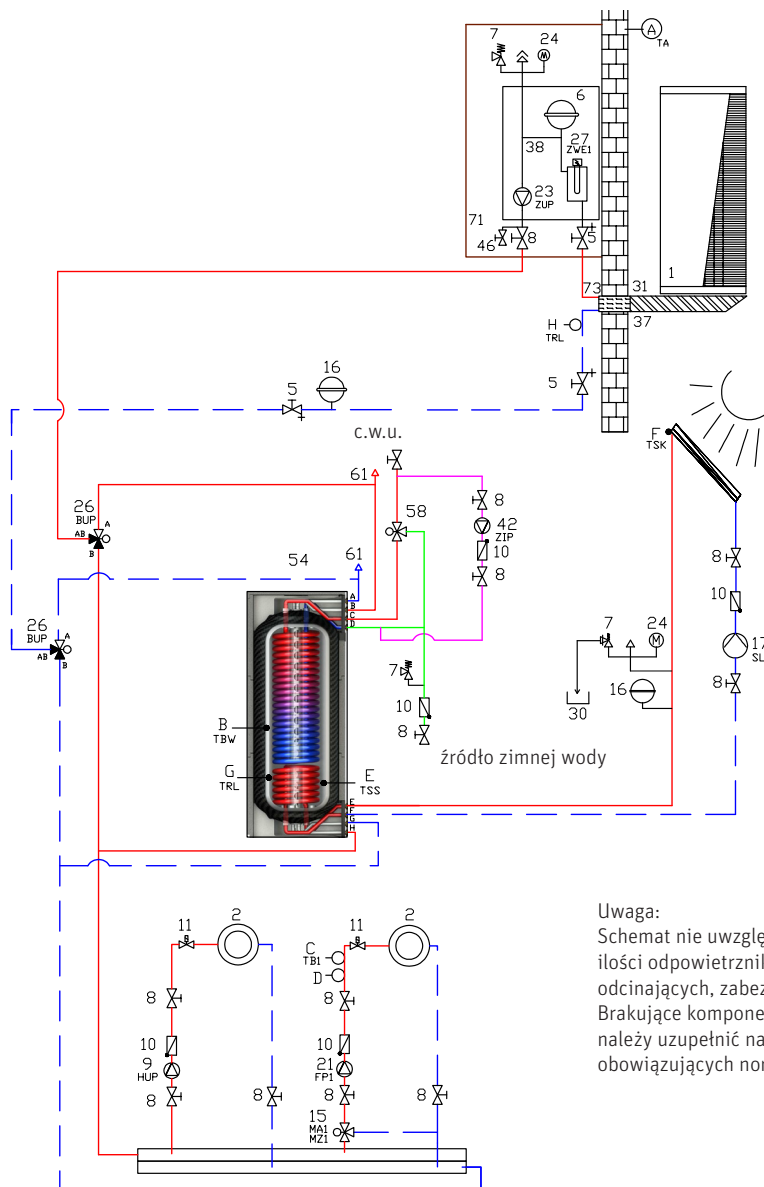 7
24
A
TA
6
27
ZWE1
38
23
ZUP
71
46
8
5
1
73
31
37
H
TRL
5
16
5
c.w.u.
F
TSK
61
8
58
42
ZIP
10
8
26
BUP
A
AB
B
54
61
26
BUP
A
AB
B
A
B
C
D
7
10
8
źródło zimnej wody
B
TBW
G
TRL
E
TSS
E
F
G
H
8
10
7
24
M
17
SL
16
8
30
11
2
11
2
C
TB1
D
8
8
10
10
9
HUP
21
FP1
8
8
8
8
15
MA1
MZ1
Uwaga:
Schemat nie uwzglę
ilości odpowietrznil
odcinających, zabez
Brakujące kompone
należy uzupełnić na
obowiązujących nor